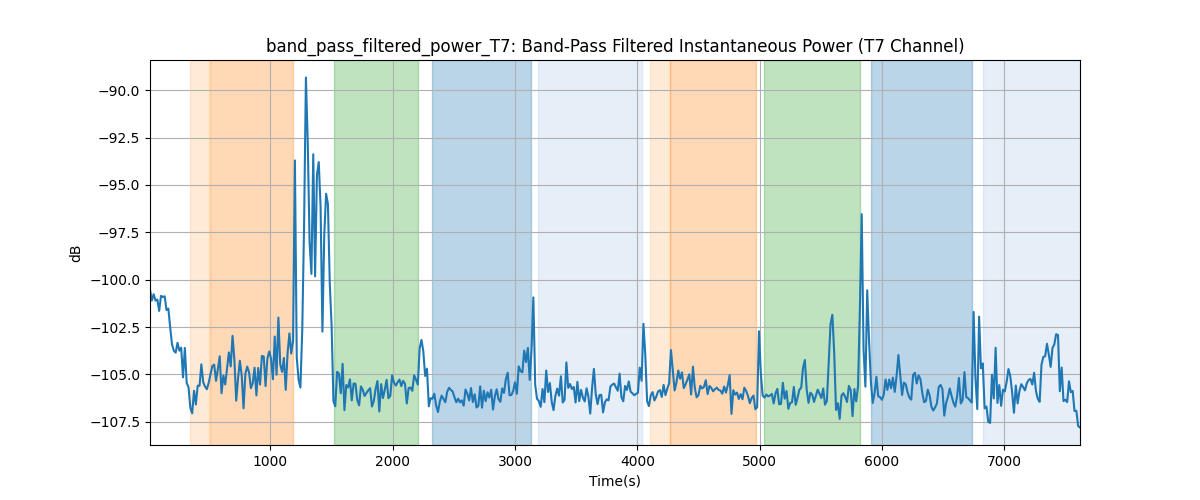 band_pass_filtered_power_T7: Band-Pass Filtered Instantaneous Power (T7 Channel)
−90.0
−92.5
−95.0
−97.5
−100.0
−102.5
−105.0
−107.5
dB
1000 2000 3000 4000 5000 6000 7000
Time(s)